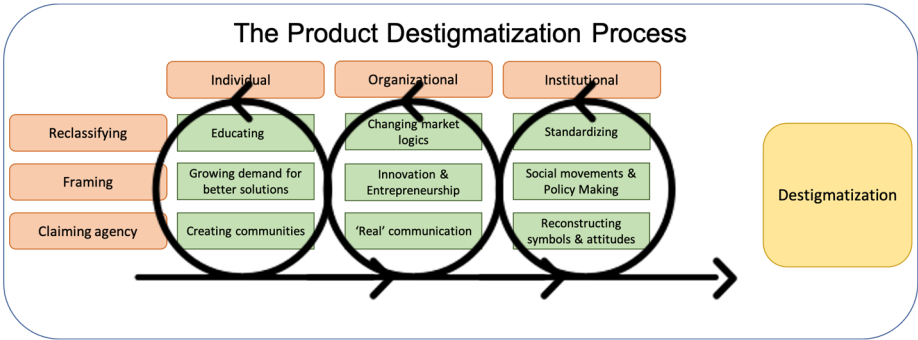 The Product Destigmatization Process
Individual
Organizational
Institutional
Reclassifying
Educating
Changing market
logics
Standardizing
Framing
Growing demand for
better solutions
Innovation &
Entrepreneurship
Social movements &
Policy Making
Claiming agency
Creating communities
‘Real’ communication
Reconstructing
symbols & attitudes
Destigmatization